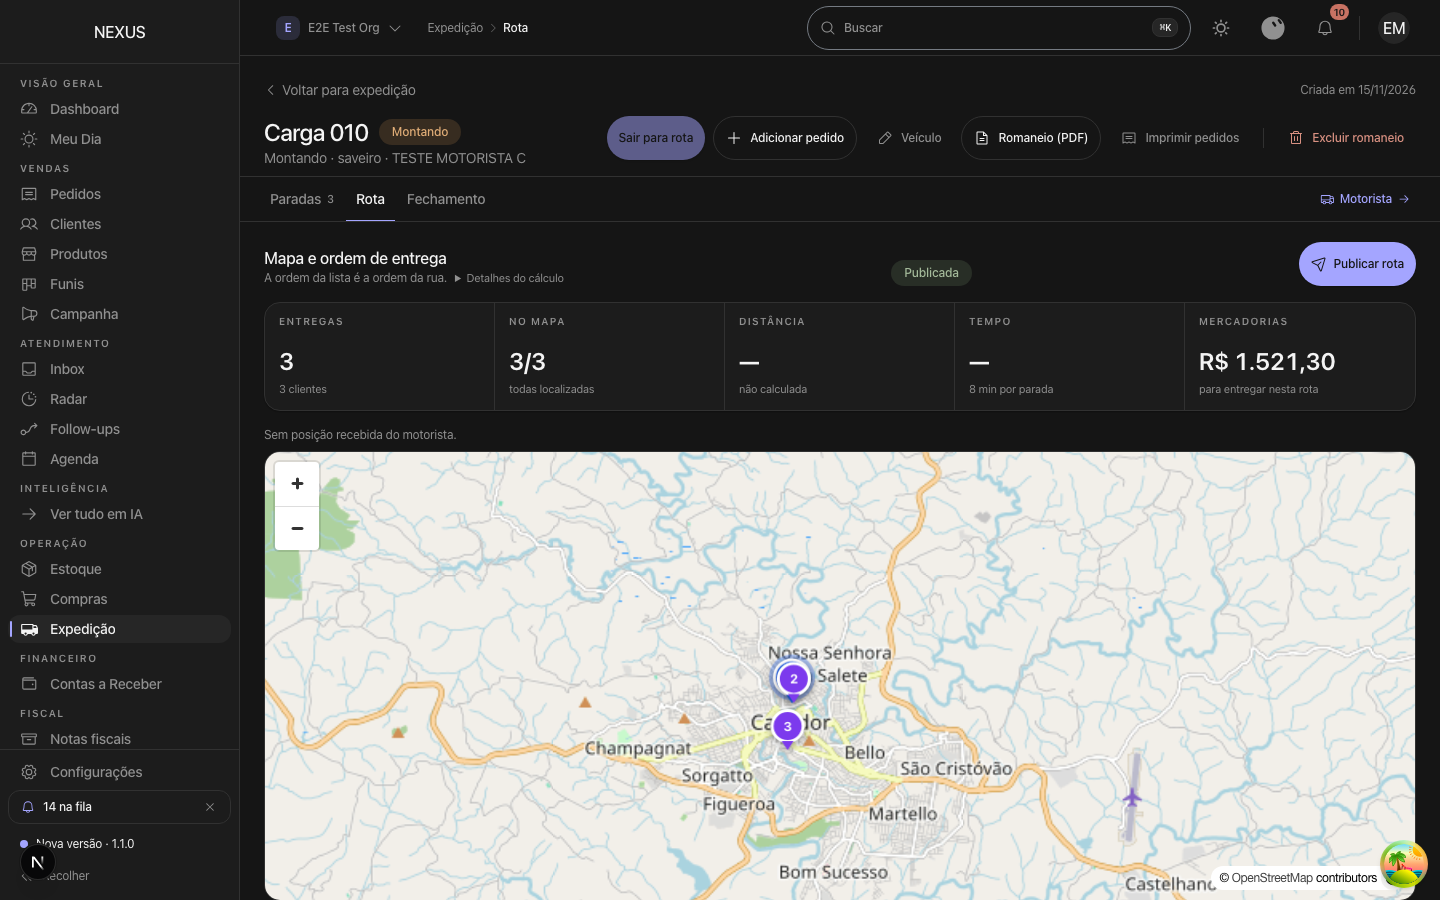 NEXUS
E
E2E Test Org
Expedição
Rota
Buscar
⌘K
10
EM
VISÃO GERAL
Dashboard
Meu Dia
VENDAS
Pedidos
Clientes
Produtos
Funis
Campanha
ATENDIMENTO
Inbox
Radar
Follow-ups
Agenda
INTELIGÊNCIA
Ver tudo em IA
OPERAÇÃO
Estoque
Compras
Expedição
FINANCEIRO
Contas a Receber
FISCAL
Notas fiscais
Configurações
14 na fila
Nova versão · 1.1.0
N
Voltar para expedição
Criada em 15/11/2026
Carga 010
Montando
Montando · saveiro · TESTE MOTORISTA C
Sair para rota
Adicionar pedido
Veículo
Romaneio (PDF)
Imprimir pedidos
Excluir romaneio
Paradas 3
Rota
Fechamento
Motorista →
Mapa e ordem de entrega
A ordem da lista é a ordem da rua. ▶ Detalhes do cálculo
Publicada
Publicar rota
ENTREGAS
3
3 clientes
NO MAPA
3/3
todas localizadas
DISTÂNCIA
—
não calculada
TEMPO
—
8 min por parada
MERCADORIAS
R$ 1.521,30
para entregar nesta rota
Sem posição recebida do motorista.
+
−
Nossa Senhora
Salete
2
3
Champagnat
Bello
Sorgatto
São Cristóvão
Figueroa
Martello
Bom Sucesso
© OpenStreetMap contributors